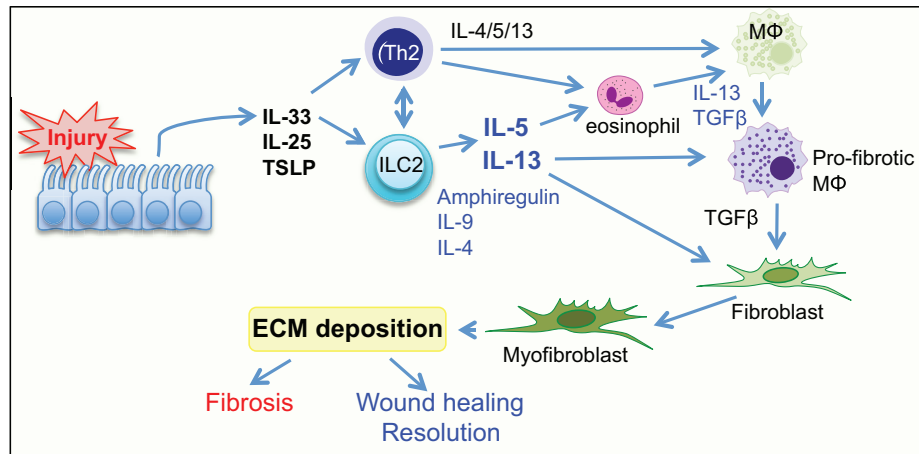 Injury
IL-33
IL-25
TSLP
(Th2
IL-4/5/13
ILC2
IL-5
IL-13
Amphiregulin
IL-9
IL-4
eosinophil
MΦ
IL-13
TGFβ
Pro-fibrotic
MΦ
TGFβ
Fibroblast
Myofibroblast
ECM deposition
Fibrosis
Wound healing
Resolution